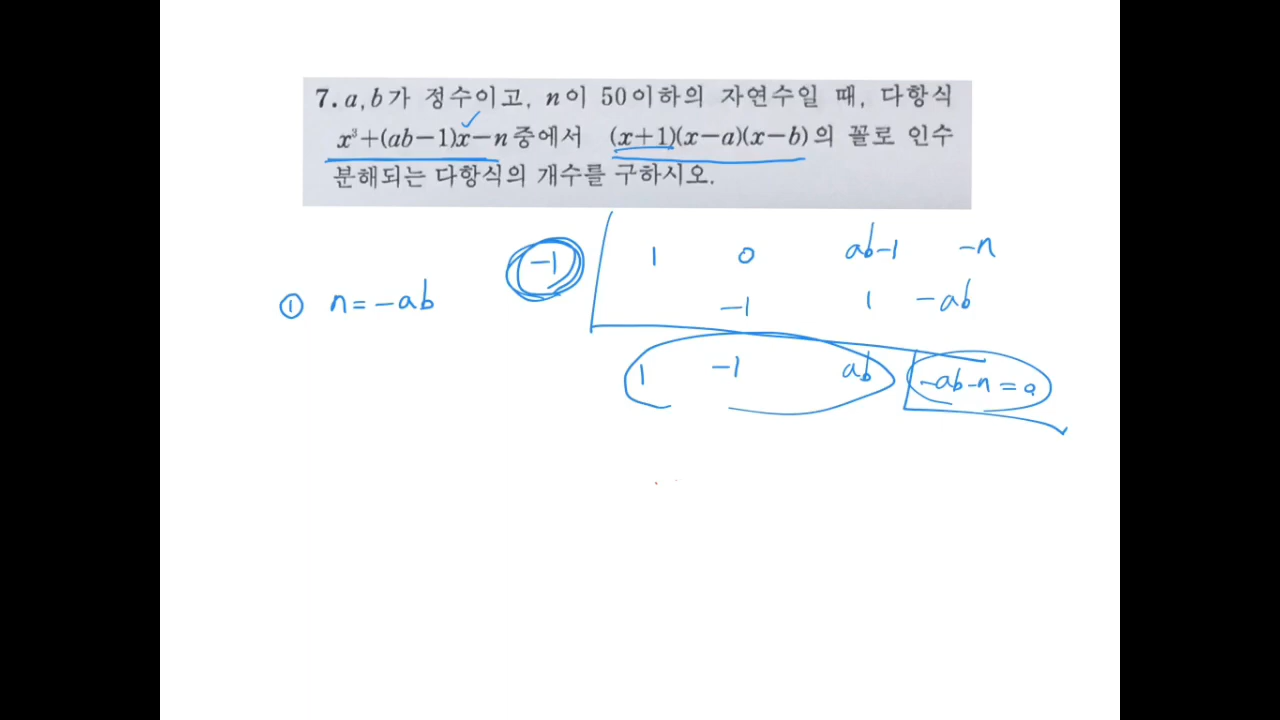 7. a, b가 정수이고, n이 50이하의 자연수일 때, 다항식
x³+(ab−1)x−n 중에서 (x+1)(x−a)(x−b)의 꼴로 인수
분해되는 다항식의 개수를 구하시오.
−1 1 0 ab−1 −n
① n = −ab −1 1 −ab
1 −1 ab −ab−n = 0